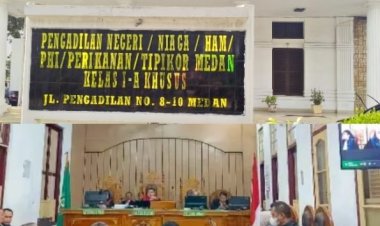 PENGADILAN NEGERI / NIAGA / HAM/
PHI/PERIKANAN/TIPIKOR MEDAN
KELAS I-A KHUSUS
JL. PENGADILAN NO. 8-10 MEDAN